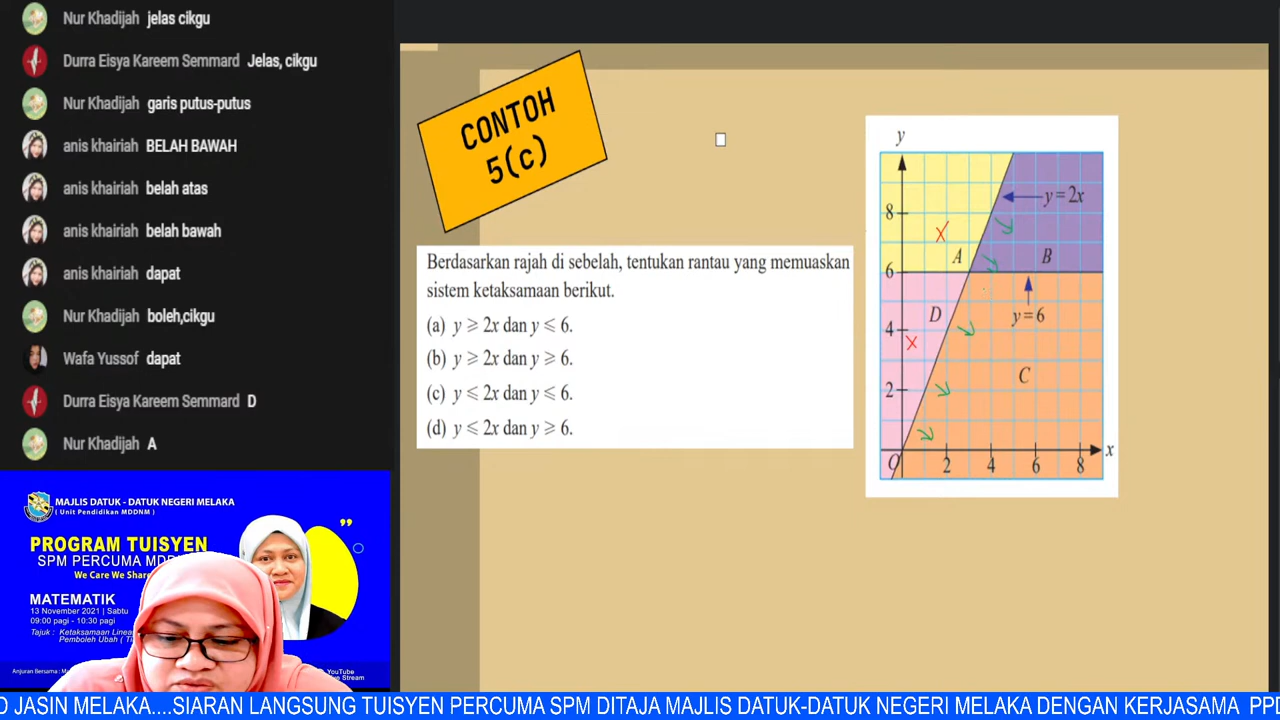 Nur Khadijah jelas cikgu
Durra Eisya Kareem Semmard Jelas, cikgu
Nur Khadijah garis putus-putus
anis khairiah BELAH BAWAH
anis khairiah belah atas
anis khairiah belah bawah
anis khairiah dapat
Nur Khadijah boleh,cikgu
Wafa Yussof dapat
Durra Eisya Kareem Semmard D
Nur Khadijah A
MAJLIS DATUK - DATUK NEGERI MELAKA
( Unit Pendidikan MDDNM )
PROGRAM TUISYEN
SPM PERCUMA
We Care We
MATEMATIK
13 November 2021 | Sabtu
09:00 pagi - 10:30 pagi
Tajuk : Ketaksamaan
Pemboleh Ubah
Anjuran Bersama :
YouTube
Stream
CONTOH
5(c)
Berdasarkan rajah di sebelah, tentukan rantau yang memuaskan
sistem ketaksamaan berikut.
(a) y ⩾ 2x dan y ⩽ 6.
(b) y ⩾ 2x dan y ⩾ 6.
(c) y ⩽ 2x dan y ⩽ 6.
(d) y ⩽ 2x dan y ⩾ 6.
y
y = 2x
8
A
B
6
D
y = 6
4
C
2
O
2 4 6 8
x
JASIN MELAKA....SIARAN LANGSUNG TUISYEN PERCUMA SPM DITAJA MAJLIS DATUK-DATUK NEGERI MELAKA DENGAN KERJASAMA